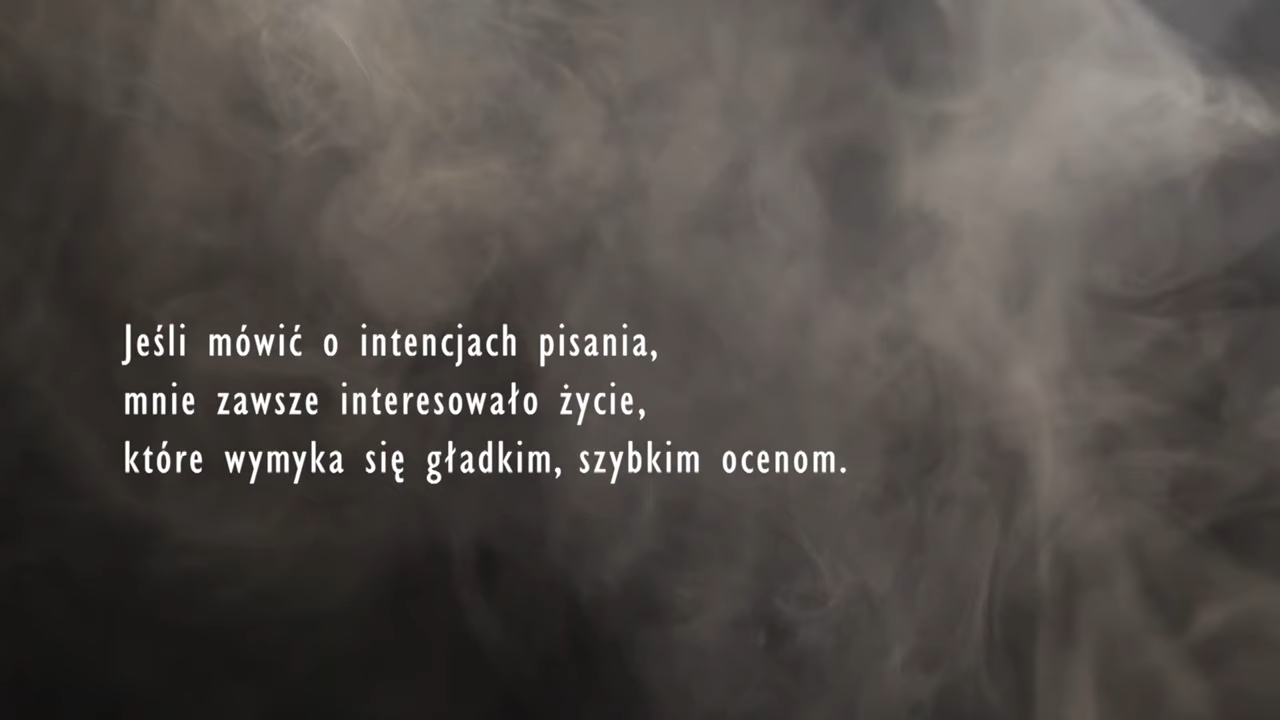 Jeśli mówić o intencjach pisania,
mnie zawsze interesowało życie,
które wymyka się gładkim, szybkim ocenom.